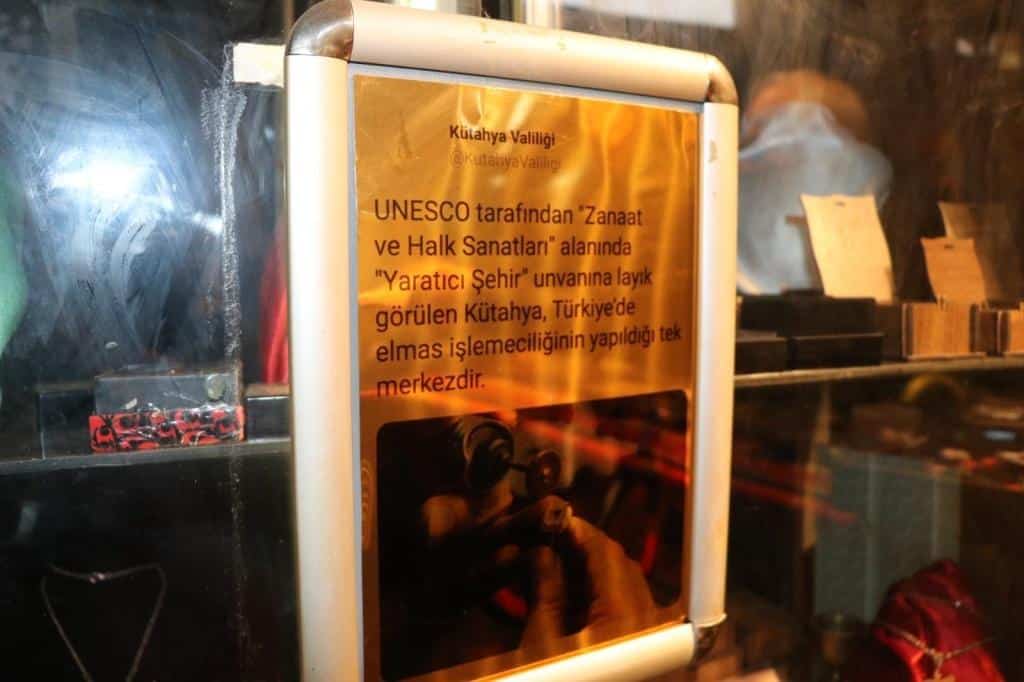 Kütahya Valiliği
@KutahyaValiligi
UNESCO tarafından "Zanaat
ve Halk Sanatları" alanında
"Yaratıcı Şehir" unvanına layık
görülen Kütahya, Türkiye'de
elmas işlemeciliğinin yapıldığı tek
merkezdir.